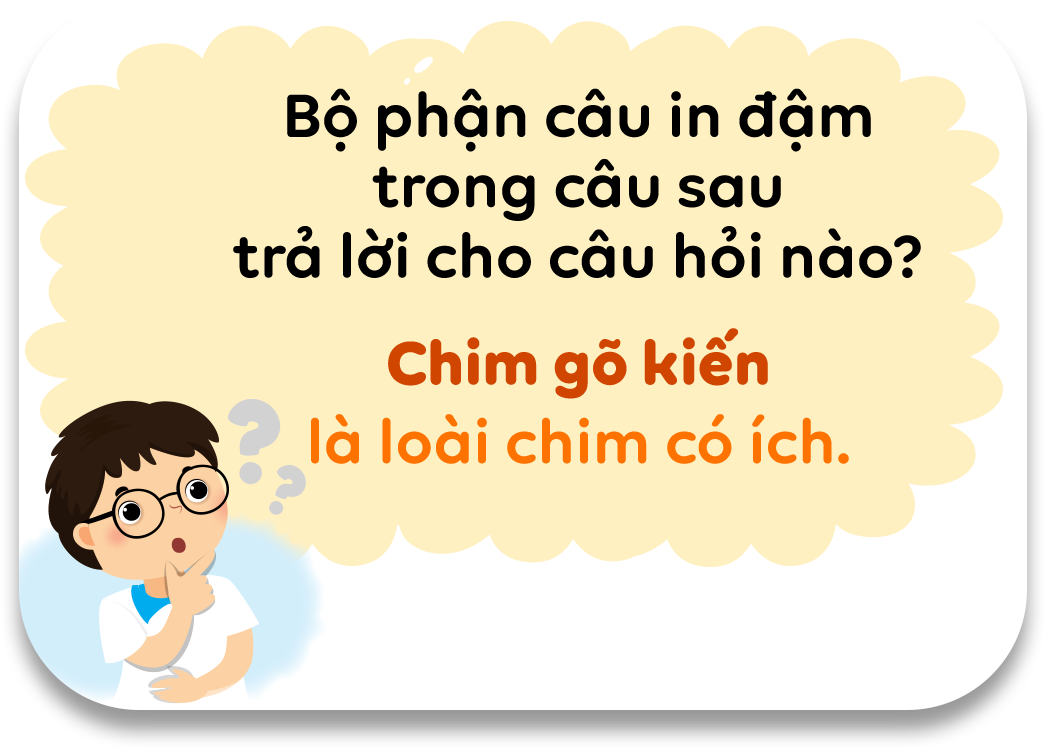 Bộ phận câu in đậm
trong câu sau
trả lời cho câu hỏi nào?
Chim gõ kiến
là loài chim có ích.